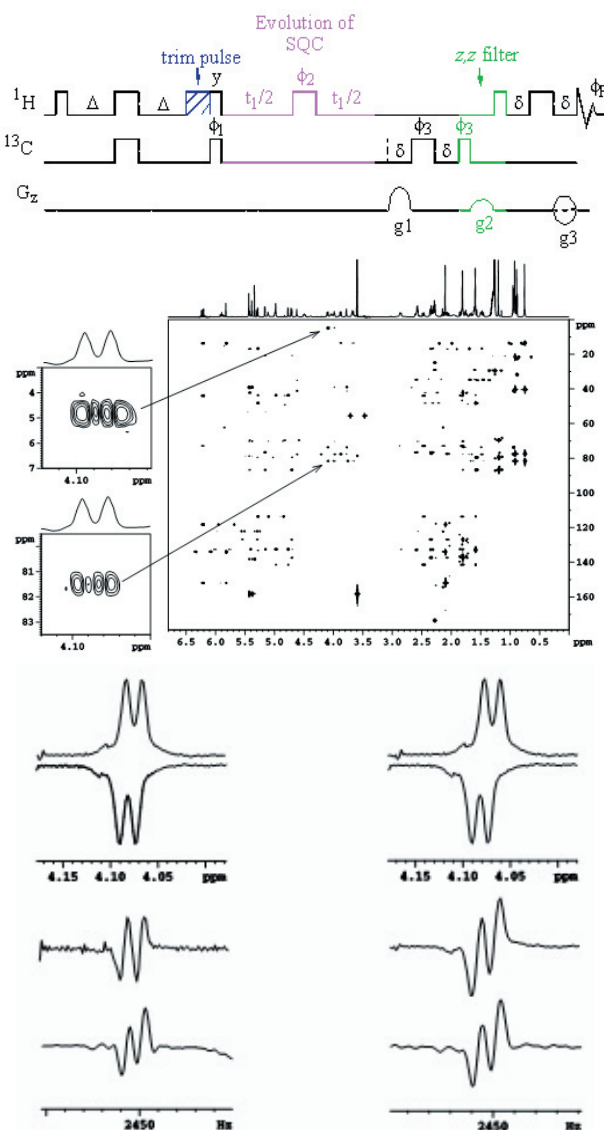 Evolution of
SQC
trim pulse
z,z filter
y
ϕ2
ϕR
1H
Δ
Δ
t1/2
t1/2
δ
δ
ϕ1
ϕ3
ϕ3
13C
δ
δ
Gz
g1
g2
g3
ppm
ppm
4
5
6
7
4.10
ppm
20
40
60
80
100
120
140
160
ppm
81
82
83
4.10
ppm
6.5
6.0
5.5
5.0
4.5
4.0
3.5
3.0
2.5
2.0
1.5
1.0
0.5
ppm
4.15
4.10
4.05
ppm
4.15
4.10
4.05
ppm
2450
Hz
2450
Hz